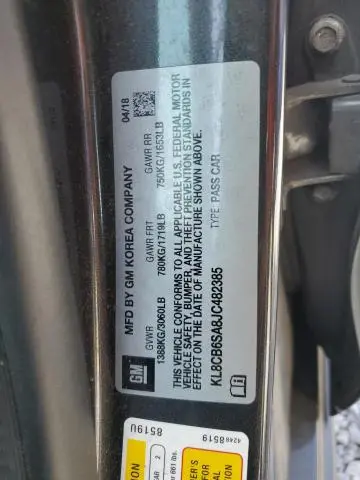 MFD BY GM KOREA COMPANY
04/18
GVWR
GAWR FRT
GAWR RR
1388KG/3060LB
780KG/1719LB
750KG/1653LB
THIS VEHICLE CONFORMS TO ALL APPLICABLE U.S. FEDERAL MOTOR
VEHICLE SAFETY, BUMPER, AND THEFT PREVENTION STANDARDS IN
EFFECT ON THE DATE OF MANUFACTURE SHOWN ABOVE.
KL8CB6SA8JC482385
TYPE: PASS CAR
GM
8519U
42488519
2